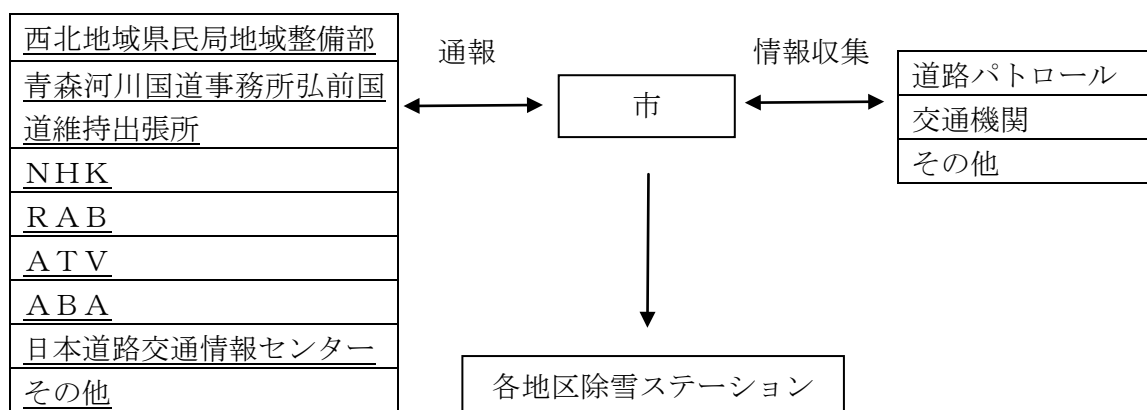 西北地域県民局地域整備部
青森河川国道事務所弘前国
道維持出張所
ＮＨＫ
ＲＡＢ
ＡＴＶ
ＡＢＡ
日本道路交通情報センター
その他
通報
市
情報収集
道路パトロール
交通機関
その他
各地区除雪ステーション